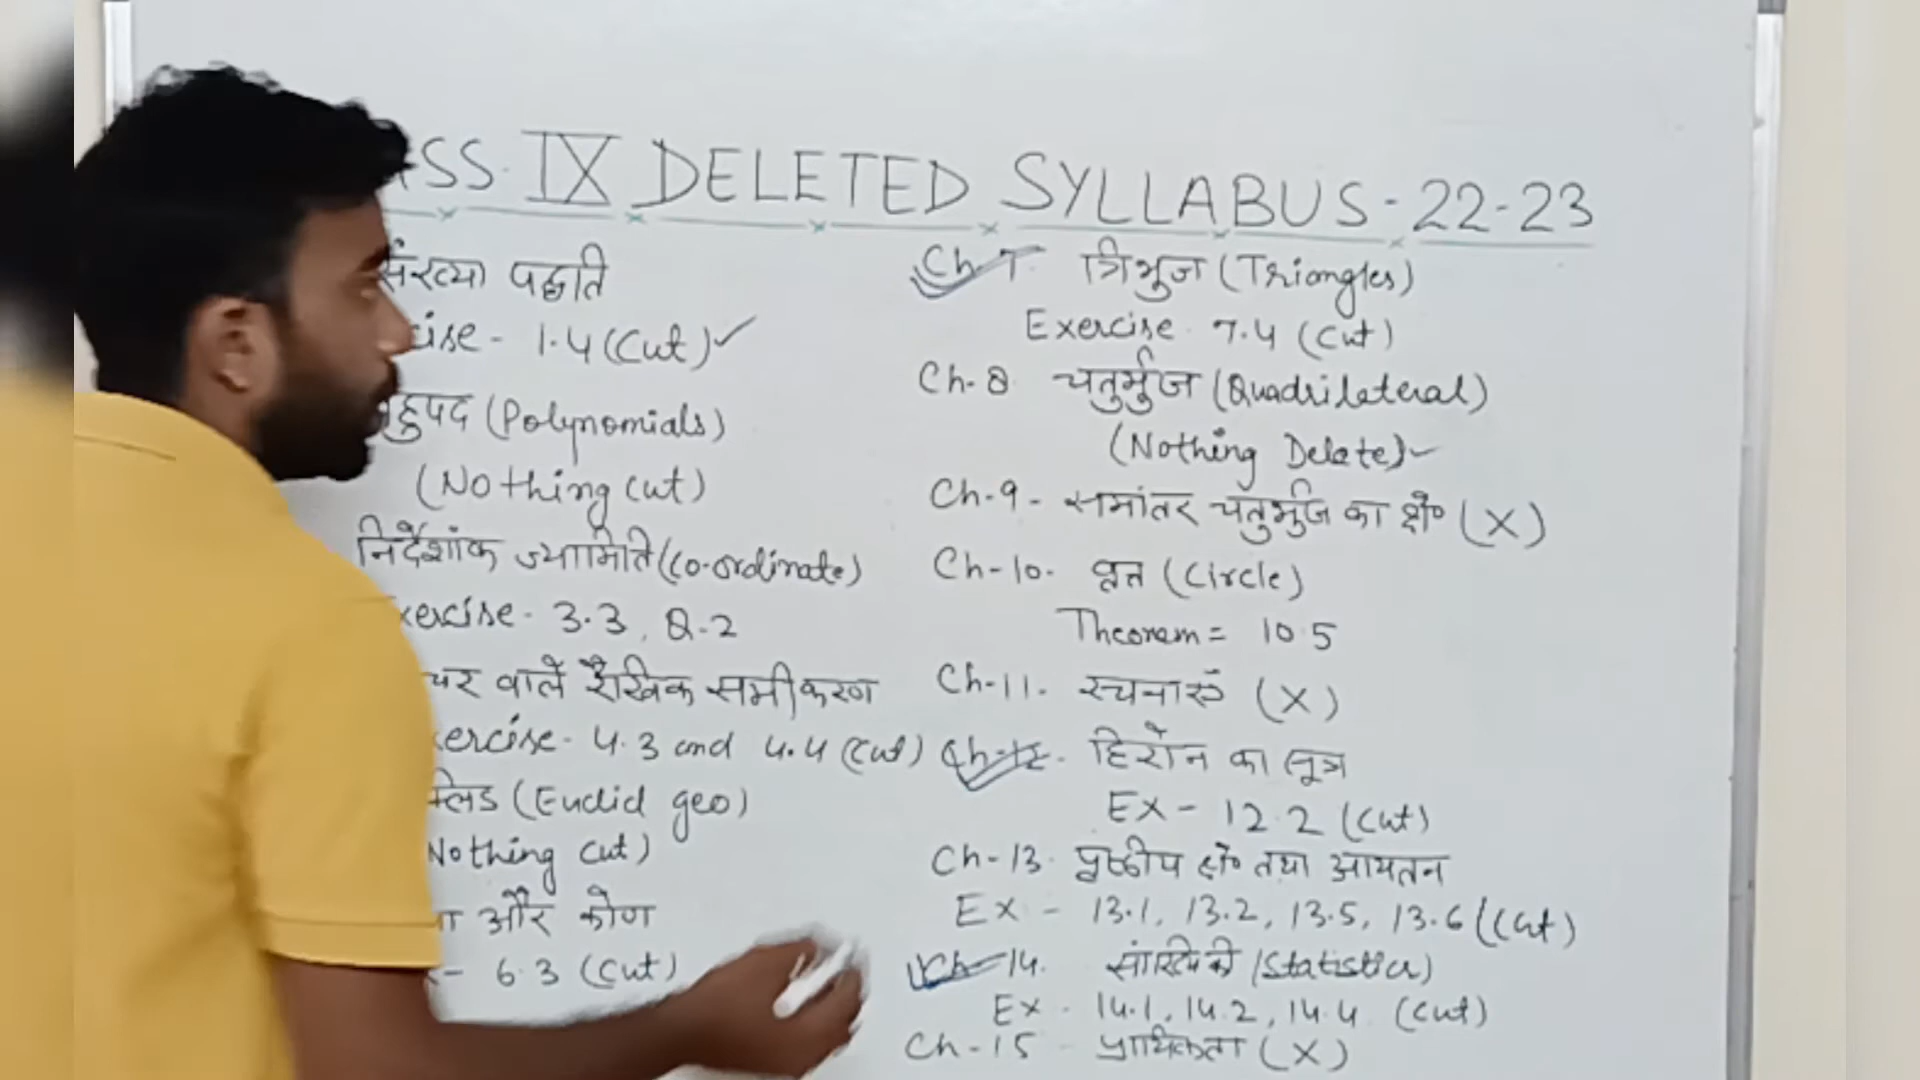 SS. IX DELETED SYLLABUS - 22-23
संख्या पद्धति
cise - 1.4 (Cut) ✓
हुपद (Polynomials)
(Nothing cut)
निर्देशांक ज्यामिति (Co-ordinate)
xercise - 3.3, Q.2
चर वाले रैखिक समीकरण
ercise - 4.3 and 4.4 (Cut)
क्लिड (Euclid geo)
Nothing cut)
और कोण
- 6.3 (Cut)
Ch-7. त्रिभुज (Triangles)
Exercise 7.4 (Cut)
Ch-8. चतुर्भुज (Quadrilateral)
(Nothing Delete)
Ch-9 - समांतर चतुर्भुज का क्षे० (X)
Ch-10. वृत्त (Circle)
Theorem = 10.5
Ch-11. रचनाएँ (X)
Ch-12. हिरोन का सूत्र
Ex - 12.2 (Cut)
Ch-13. पृष्ठीय क्षे० तथा आयतन
Ex - 13.1, 13.2, 13.5, 13.6 (Cut)
Ch-14. सांख्यिकी (Statistics)
Ex - 14.1, 14.2, 14.4 (Cut)
Ch-15 - प्रायिकता (X)